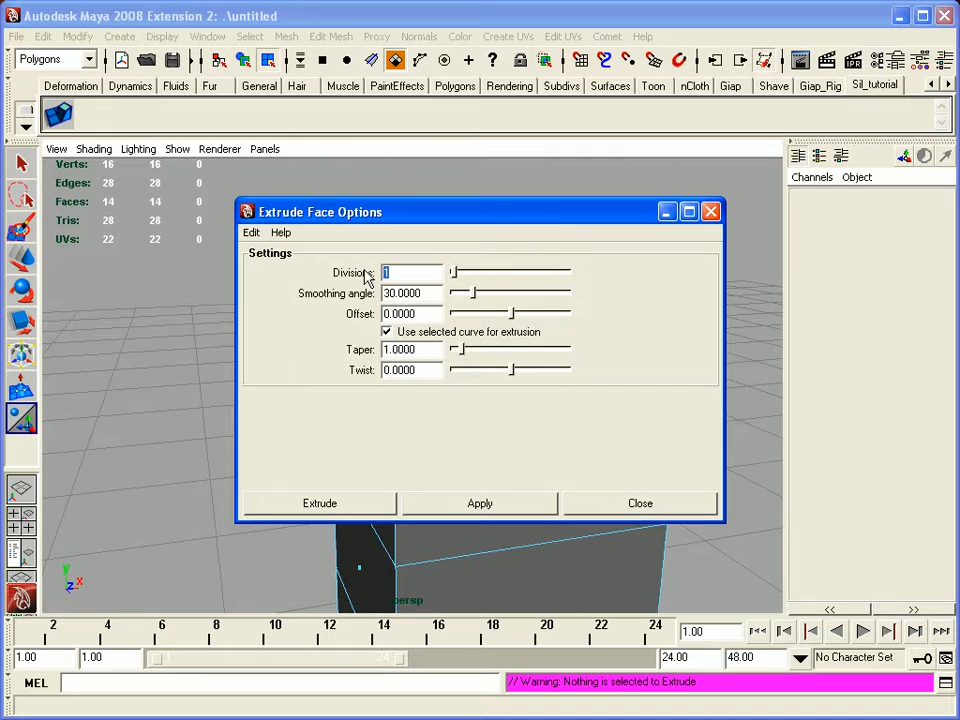 Autodesk Maya 2008 Extension 2: .\untitled
File Edit Modify Create Display Window Select Mesh Edit Mesh Proxy Normals Color Create UVs Edit UVs Comet Help
Polygons
Deformation Dynamics Fluids Fur General Hair Muscle PaintEffects Polygons Rendering Subdivs Surfaces Toon nCloth Giap Shave Giap_Rig Sil_tutorial
View Shading Lighting Show Renderer Panels
Channels Object
Verts: 16 16 0
Edges: 28 28 0
Faces: 14 14 0
Tris: 28 28 0
UVs: 22 22 0
Extrude Face Options
Edit Help
Settings
Divisions: 1
Smoothing angle: 30.0000
Offset: 0.0000
Use selected curve for extrusion
Taper: 1.0000
Twist: 0.0000
Extrude Apply Close
y
z x
persp
<< >>
2 4 6 8 10 12 14 16 18 20 22 24
1.00
1.00 1.00 24 24.00 48.00 No Character Set
MEL // Warning: Nothing is selected to Extrude